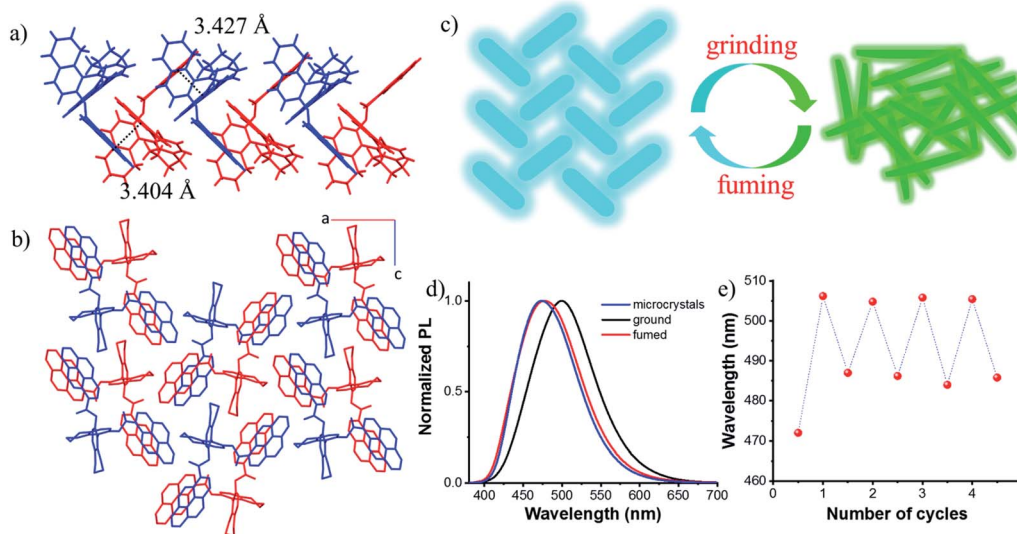 a)
3.427 Å
3.404 Å
b)
a
c
c)
grinding
fuming
d)
1.0
0.5
0.0
Normalized PL
microcrystals
ground
fumed
400 450 500 550 600 650 700
Wavelength (nm)
e)
510
500
490
480
470
460
Wavelength (nm)
0 1 2 3 4
Number of cycles